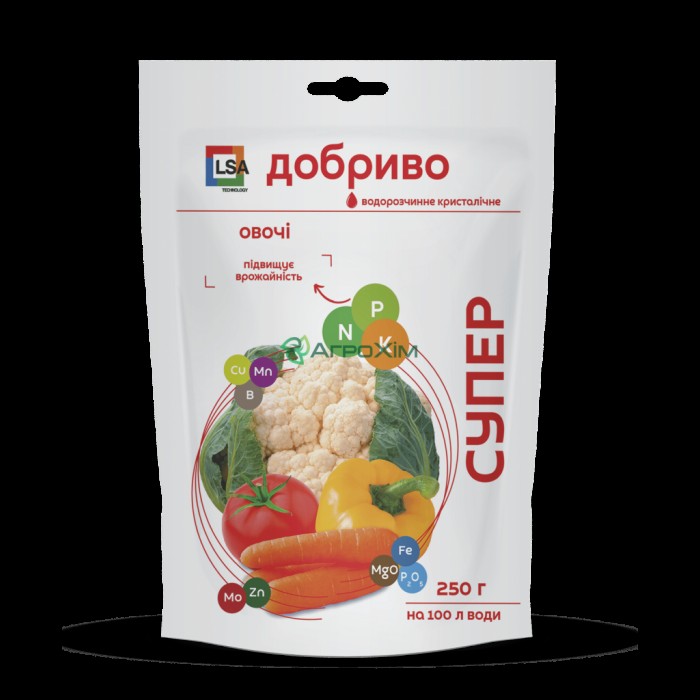 LSA
TECHNOLOGY
добриво
водорозчинне кристалічне
овочі
підвищує
врожайність
P
N
K
АгроХім
Cu
Mn
B
СУПЕР
Fe
MgO
P2O5
Mo
Zn
250 г
на 100 л води